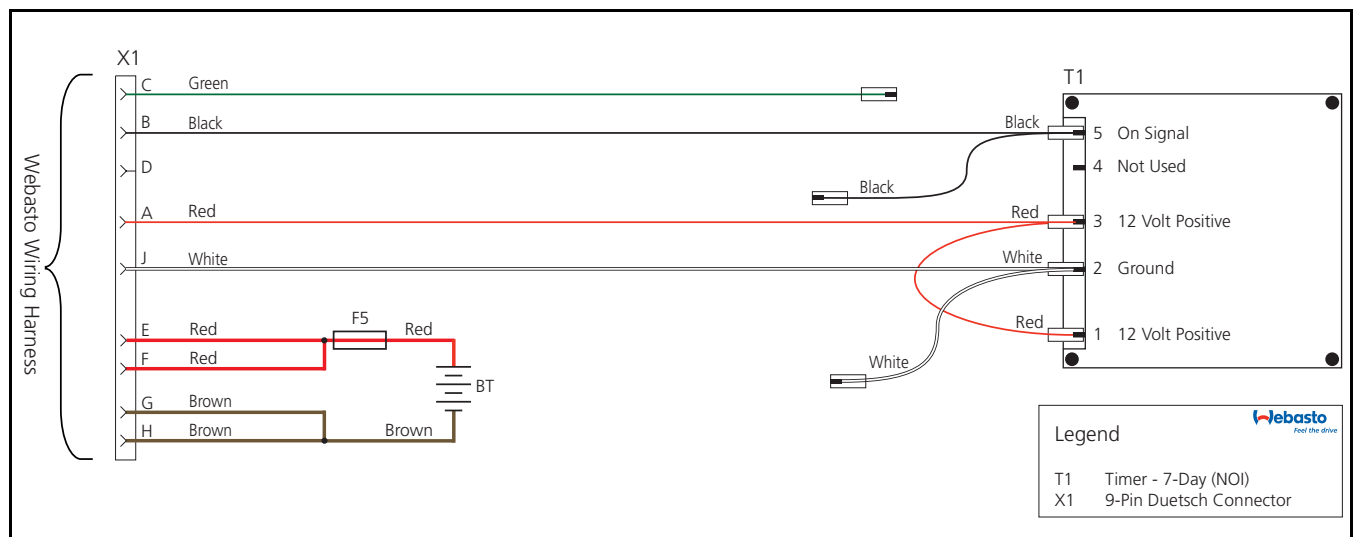 X1
T1
Webasto Wiring Harness
C Green
B Black Black 5 On Signal
D 4 Not Used
Black
A Red Red 3 12 Volt Positive
J White White 2 Ground
F5
E Red Red Red 1 12 Volt Positive
F Red
White
BT
G Brown
H Brown Brown
Webasto
Feel the drive
Legend
T1 Timer - 7-Day (NOI)
X1 9-Pin Duetsch Connector